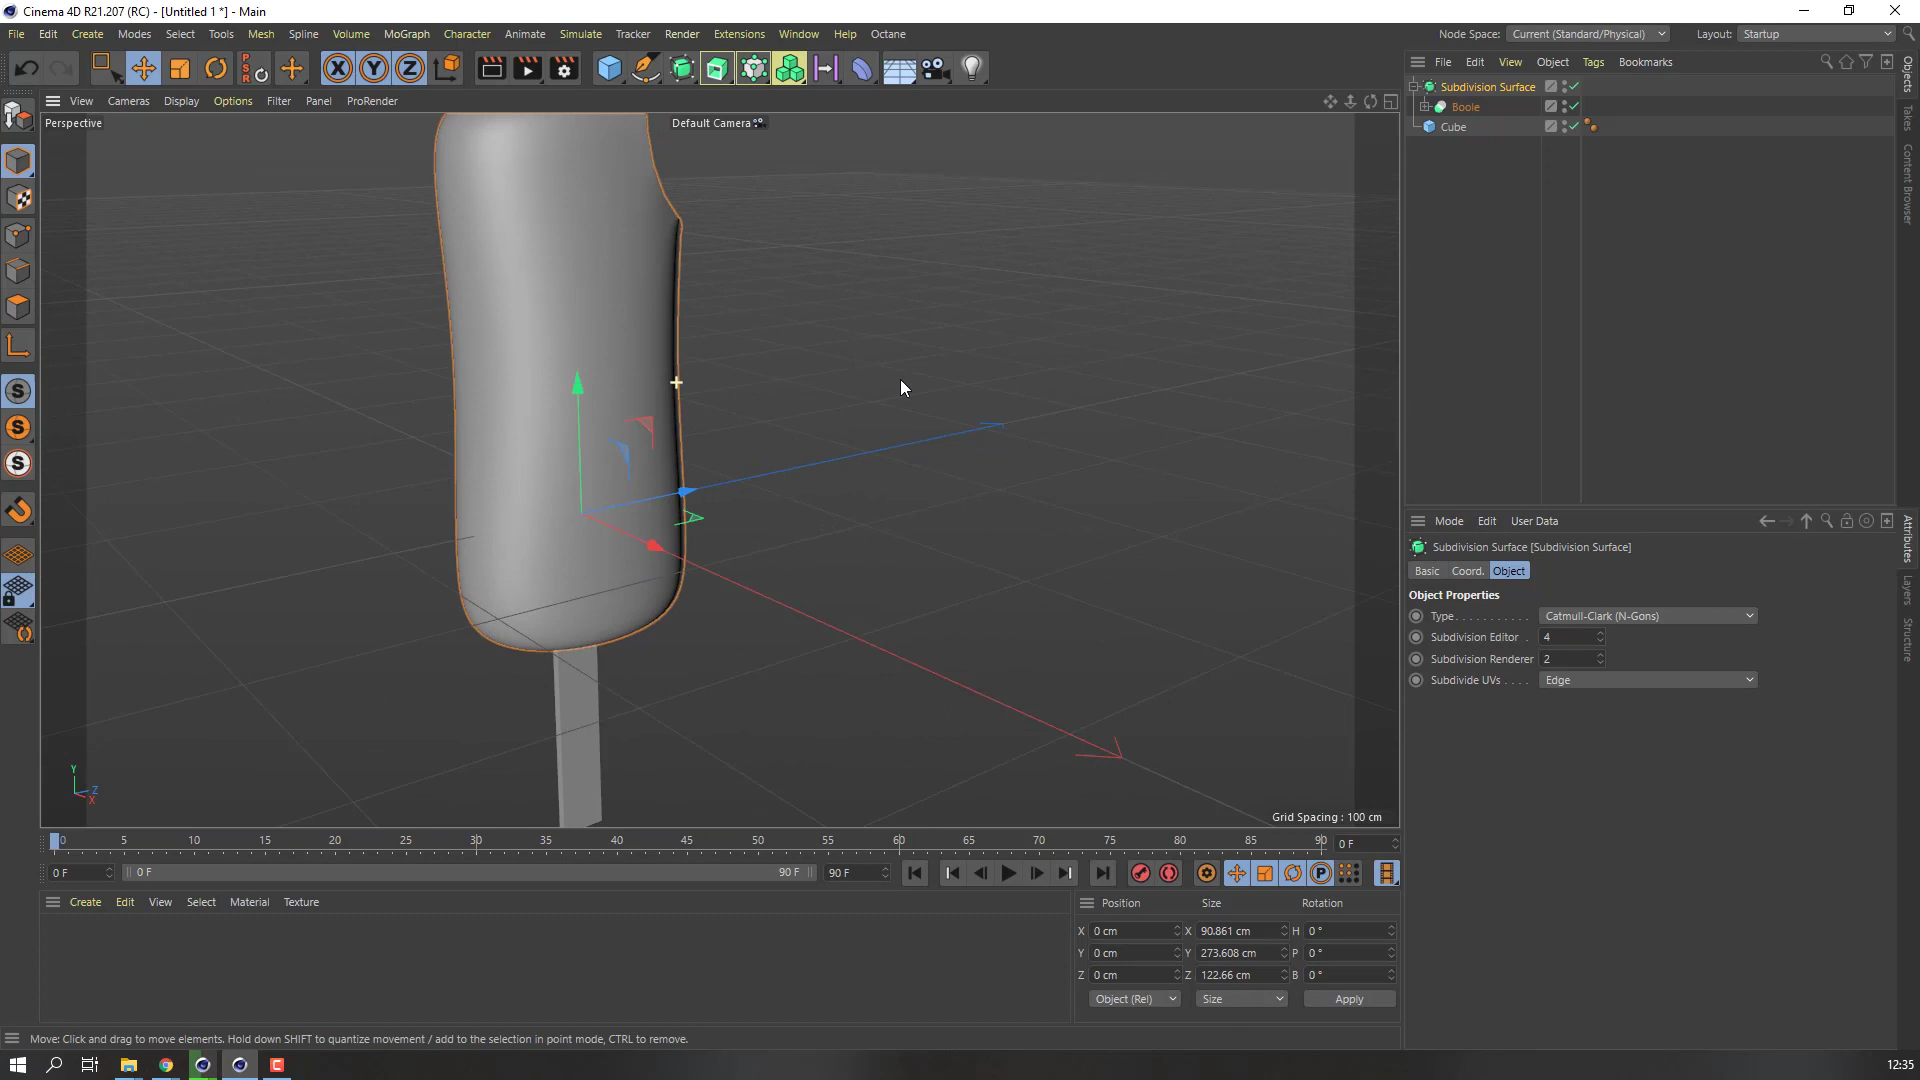 Cinema 4D R21.207 (RC) - [Untitled 1 *] - Main
File Edit Create Modes Select Tools Mesh Spline Volume MoGraph Character Animate Simulate Tracker Render Extensions Window Help Octane
Node Space: Current (Standard/Physical) Layout: Startup
X Y Z
P
S
R
File Edit View Object Tags Bookmarks
View Cameras Display Options Filter Panel ProRender
Perspective
Default Camera
Subdivision Surface
Boole
Cube
Objects
Takes
Content Browser
S
S
S
Mode Edit User Data
Subdivision Surface [Subdivision Surface]
Basic Coord. Object
Object Properties
Type . . . . . . . . . . . Catmull-Clark (N-Gons)
Subdivision Editor . 4
Subdivision Renderer 2
Subdivide UVs . . . . Edge
Attributes
Layers
Structure
Y
Z
X
Grid Spacing : 100 cm
0 5 10 15 20 25 30 35 40 45 50 55 60 65 70 75 80 85 90 0 F
0 F 0 F 90 F 90 F
P
Create Edit View Select Material Texture
Position Size Rotation
X 0 cm X 90.861 cm H 0 °
Y 0 cm Y 273.608 cm P 0 °
Z 0 cm Z 122.66 cm B 0 °
Object (Rel) Size Apply
Move: Click and drag to move elements. Hold down SHIFT to quantize movement / add to the selection in point mode, CTRL to remove.
12:35